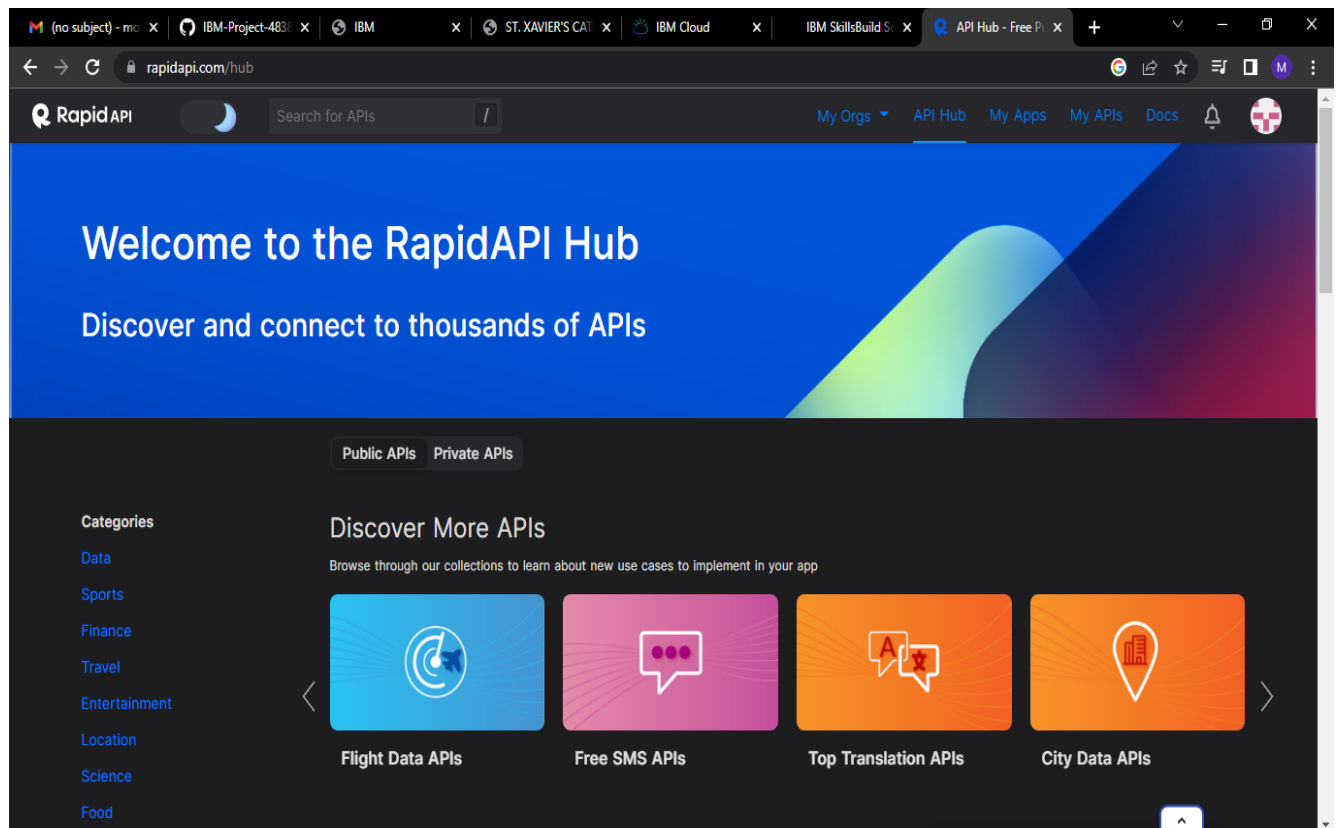 (no subject) - mo
IBM-Project-4838
IBM
ST. XAVIER'S CAT
IBM Cloud
IBM SkillsBuild So
API Hub - Free P
rapidapi.com/hub
M
Rapid API
Search for APIs
/
My Orgs
API Hub
My Apps
My APIs
Docs
Welcome to the RapidAPI Hub
Discover and connect to thousands of APIs
Public APIs Private APIs
Categories
Data
Sports
Finance
Travel
Entertainment
Location
Science
Food
Discover More APIs
Browse through our collections to learn about new use cases to implement in your app
A
Flight Data APIs
Free SMS APIs
Top Translation APIs
City Data APIs